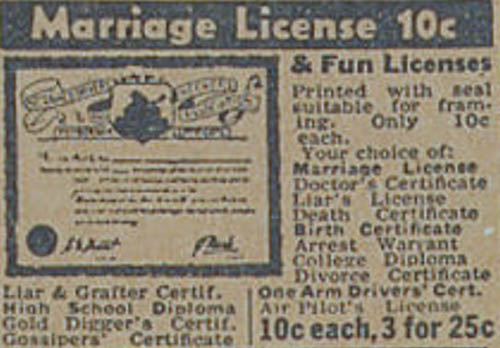 Marriage License 10c
& Fun Licenses
Printed with seal
suitable for fram-
ing. Only 10c
each.
Your choice of:
Marriage License
Doctor's Certificate
Liar's License
Death Certificate
Birth Certificate
Arrest Warrant
College Diploma
Divorce Certificate
Liar & Grafter Certif.
High School Diploma
Gold Digger's Certif.
Gossipers' Certificate
One Arm Drivers' Cert.
Air Pilot's License
10c each, 3 for 25c